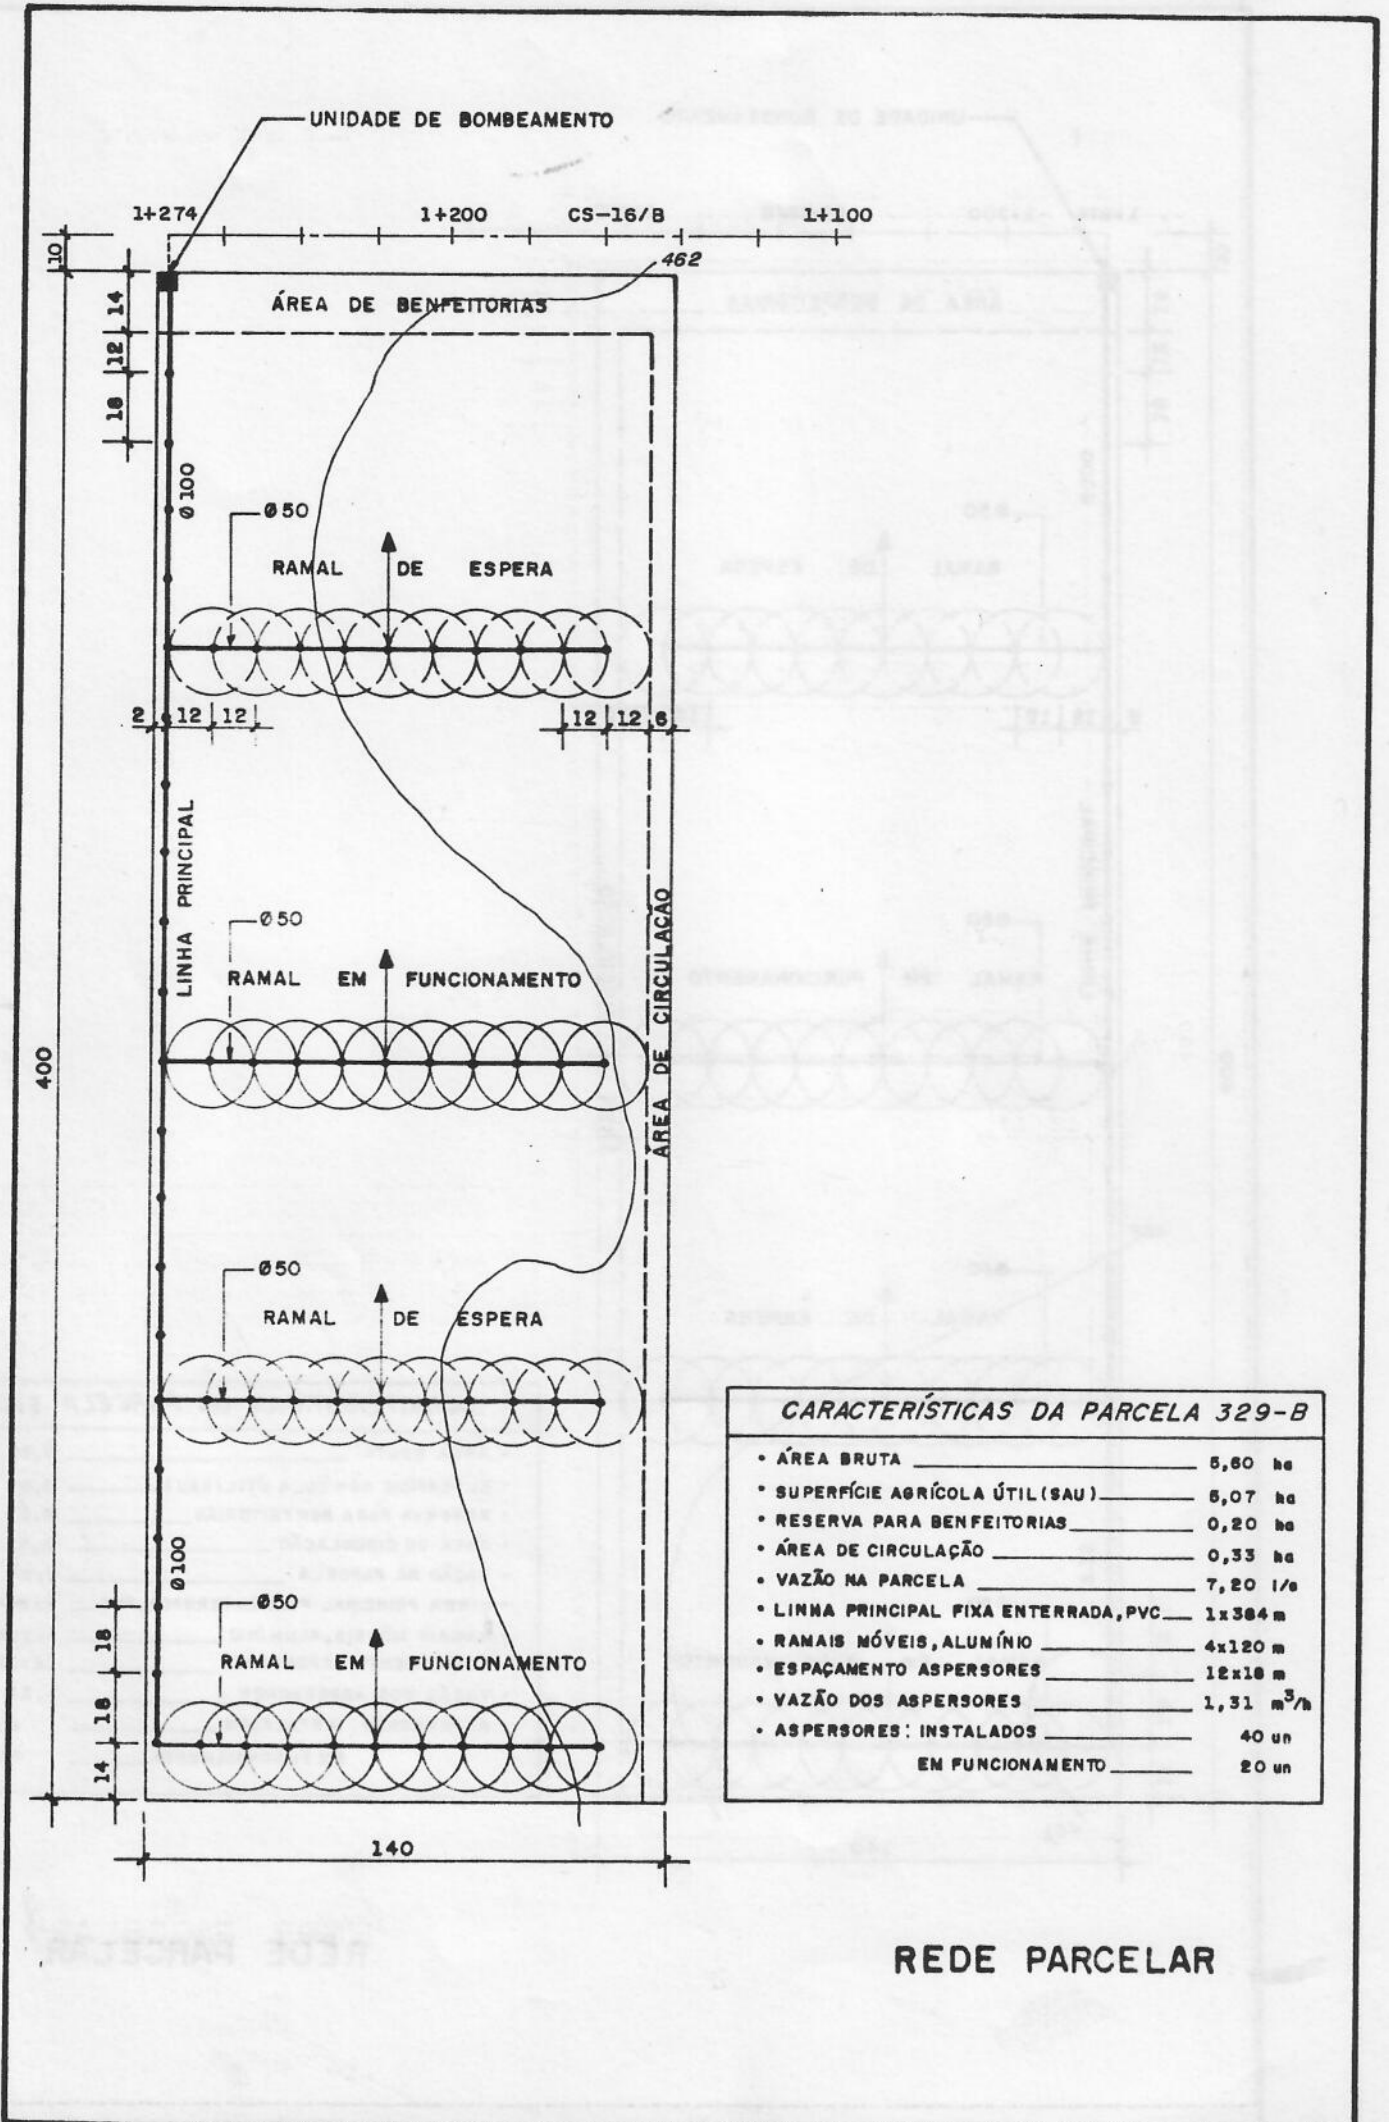 UNIDADE DE BOMBEAMENTO
1+274 1+200 CS-16/B 1+100
10
462
14
ÁREA DE BENFEITORIAS
12
18
Ø100
Ø50
RAMAL DE ESPERA
2 12 12 12 12 6
LINHA PRINCIPAL
Ø50
RAMAL EM FUNCIONAMENTO
ÁREA DE CIRCULAÇÃO
400
Ø50
RAMAL DE ESPERA
Ø100
Ø50
18
RAMAL EM FUNCIONAMENTO
18
14
140
CARACTERÍSTICAS DA PARCELA 329-B
• ÁREA BRUTA 5,60 ha
• SUPERFÍCIE AGRÍCOLA ÚTIL(SAU) 5,07 ha
• RESERVA PARA BENFEITORIAS 0,20 ha
• ÁREA DE CIRCULAÇÃO 0,33 ha
• VAZÃO NA PARCELA 7,20 l/s
• LINHA PRINCIPAL FIXA ENTERRADA, PVC 1x384 m
• RAMAIS MÓVEIS, ALUMÍNIO 4x120 m
• ESPAÇAMENTO ASPERSORES 12x18 m
• VAZÃO DOS ASPERSORES 1,31 m³/h
• ASPERSORES: INSTALADOS 40 un
EM FUNCIONAMENTO 20 un
REDE PARCELAR